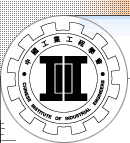 中國工業工程學會
CHINESE INSTITUTE OF INDUSTRIAL ENGINEERS